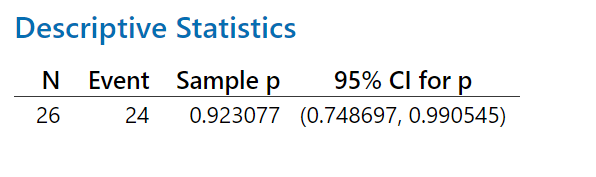 Descriptive Statistics
N Event Sample p 95% CI for p
26 24 0.923077 (0.748697, 0.990545)